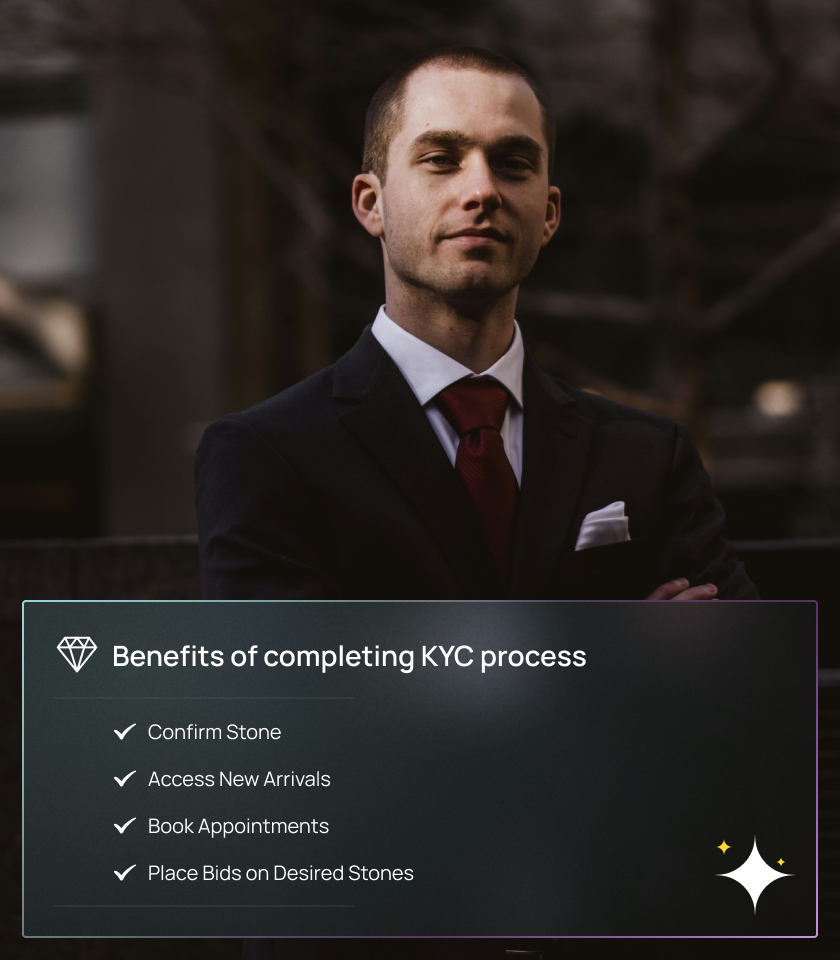 Benefits of completing KYC process
Confirm Stone
Access New Arrivals
Book Appointments
Place Bids on Desired Stones